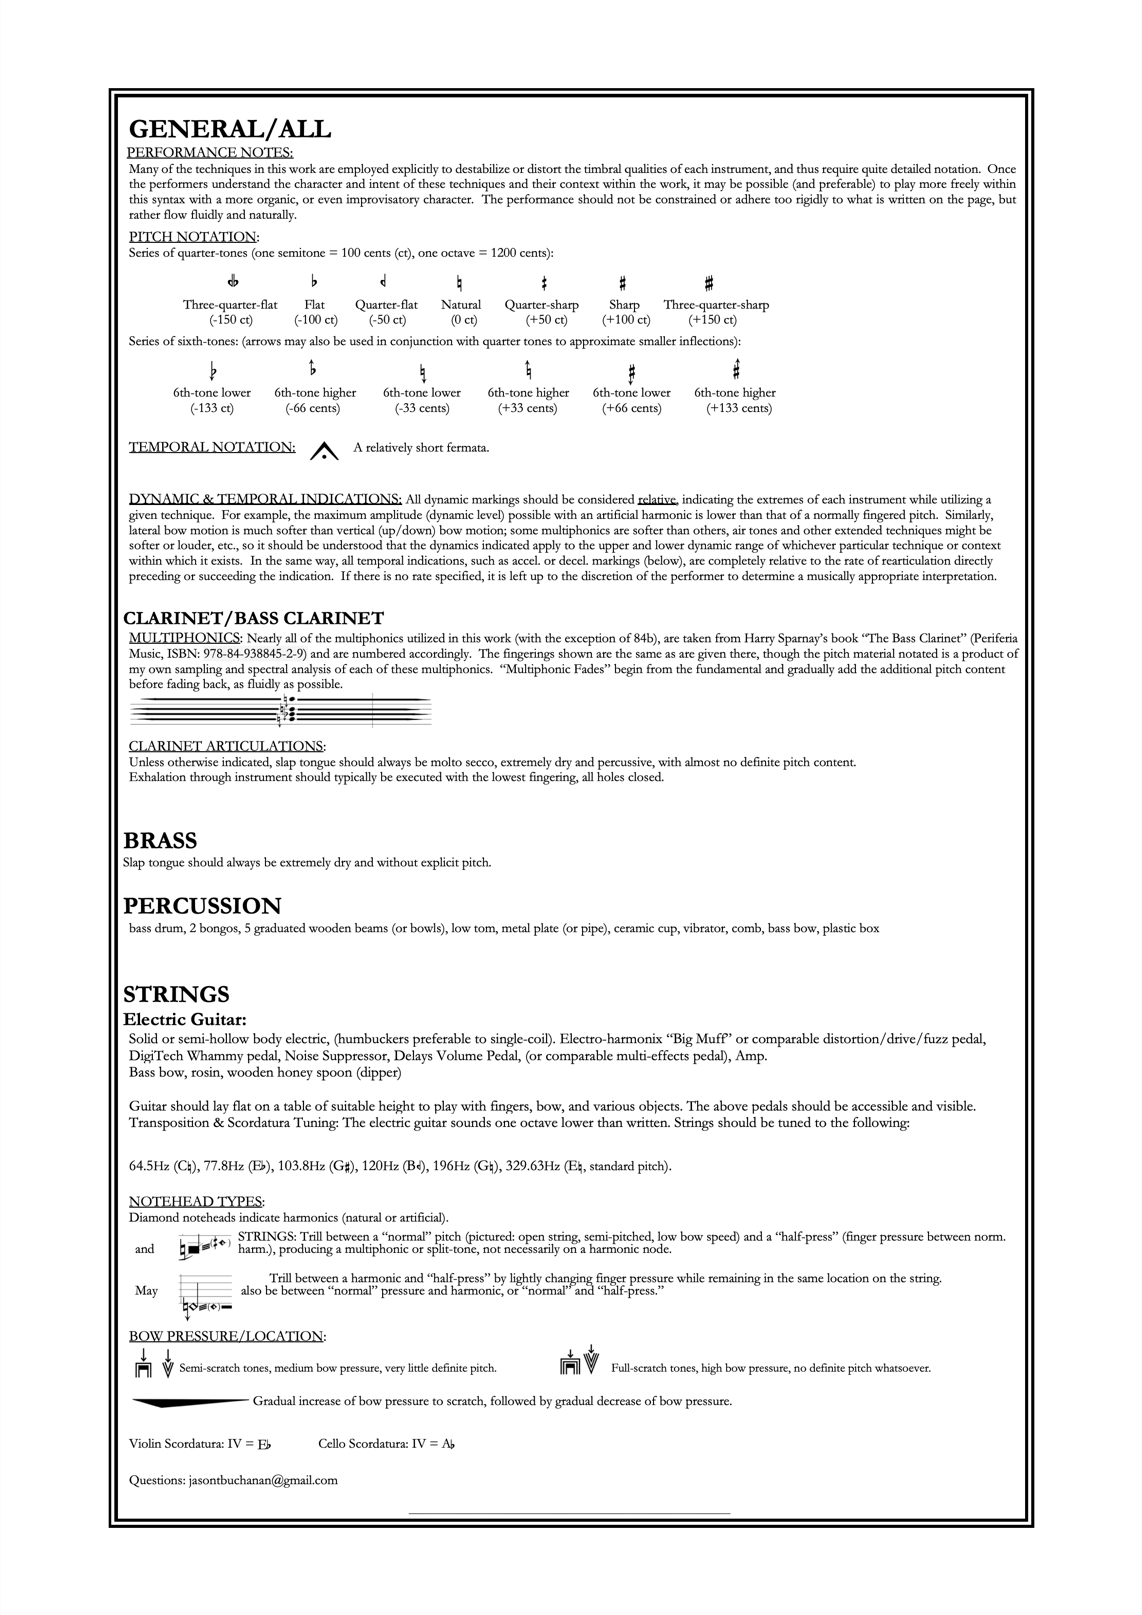 GENERAL/ALL
PERFORMANCE NOTES:
Many of the techniques in this work are employed explicitly to destabilize or distort the timbral qualities of each instrument, and thus require quite detailed notation. Once
the performers understand the character and intent of these techniques and their context within the work, it may be possible (and preferable) to play more freely within
this syntax with a more organic, or even improvisatory character. The performance should not be constrained or adhere too rigidly to what is written on the page, but
rather flow fluidly and naturally.
PITCH NOTATION:
Series of quarter-tones (one semitone = 100 cents (ct), one octave = 1200 cents):
Three-quarter-flat Flat Quarter-flat Natural Quarter-sharp Sharp Three-quarter-sharp
(-150 ct) (-100 ct) (-50 ct) (0 ct) (+50 ct) (+100 ct) (+150 ct)
Series of sixth-tones: (arrows may also be used in conjunction with quarter tones to approximate smaller inflections):
6th-tone lower 6th-tone higher 6th-tone lower 6th-tone higher 6th-tone lower 6th-tone higher
(-133 ct) (-66 cents) (-33 cents) (+33 cents) (+66 cents) (+133 cents)
TEMPORAL NOTATION: A relatively short fermata.
DYNAMIC & TEMPORAL INDICATIONS: All dynamic markings should be considered relative, indicating the extremes of each instrument while utilizing a
given technique. For example, the maximum amplitude (dynamic level) possible with an artificial harmonic is lower than that of a normally fingered pitch. Similarly,
lateral bow motion is much softer than vertical (up/down) bow motion; some multiphonics are softer than others, air tones and other extended techniques might be
softer or louder, etc., so it should be understood that the dynamics indicated apply to the upper and lower dynamic range of whichever particular technique or context
within which it exists. In the same way, all temporal indications, such as accel. or decel. markings (below), are completely relative to the rate of rearticulation directly
preceding or succeeding the indication. If there is no rate specified, it is left up to the discretion of the performer to determine a musically appropriate interpretation.
CLARINET/BASS CLARINET
MULTIPHONICS: Nearly all of the multiphonics utilized in this work (with the exception of 84b), are taken from Harry Sparnay's book “The Bass Clarinet” (Periferia
Music, ISBN: 978-84-938845-2-9) and are numbered accordingly. The fingerings shown are the same as are given there, though the pitch material notated is a product of
my own sampling and spectral analysis of each of these multiphonics. “Multiphonic Fades” begin from the fundamental and gradually add the additional pitch content
before fading back, as fluidly as possible.
CLARINET ARTICULATIONS:
Unless otherwise indicated, slap tongue should always be molto secco, extremely dry and percussive, with almost no definite pitch content.
Exhalation through instrument should typically be executed with the lowest fingering, all holes closed.
BRASS
Slap tongue should always be extremely dry and without explicit pitch.
PERCUSSION
bass drum, 2 bongos, 5 graduated wooden beams (or bowls), low tom, metal plate (or pipe), ceramic cup, vibrator, comb, bass bow, plastic box
STRINGS
Electric Guitar:
Solid or semi-hollow body electric, (humbuckers preferable to single-coil). Electro-harmonix “Big Muff” or comparable distortion/drive/fuzz pedal,
DigiTech Whammy pedal, Noise Suppressor, Delays Volume Pedal, (or comparable multi-effects pedal), Amp.
Bass bow, rosin, wooden honey spoon (dipper)
Guitar should lay flat on a table of suitable height to play with fingers, bow, and various objects. The above pedals should be accessible and visible.
Transposition & Scordatura Tuning: The electric guitar sounds one octave lower than written. Strings should be tuned to the following:
64.5Hz (C♮), 77.8Hz (E♭), 103.8Hz (G♯), 120Hz (B𝄳), 196Hz (G♮), 329.63Hz (E♮, standard pitch).
NOTEHEAD TYPES:
Diamond noteheads indicate harmonics (natural or artificial).
STRINGS: Trill between a “normal” pitch (pictured: open string, semi-pitched, low bow speed) and a “half-press” (finger pressure between norm.
and harm.), producing a multiphonic or split-tone, not necessarily on a harmonic node.
Trill between a harmonic and “half-press” by lightly changing finger pressure while remaining in the same location on the string.
May also be between “normal” pressure and harmonic, or “normal” and “half-press.”
BOW PRESSURE/LOCATION:
Semi-scratch tones, medium bow pressure, very little definite pitch. Full-scratch tones, high bow pressure, no definite pitch whatsoever.
Gradual increase of bow pressure to scratch, followed by gradual decrease of bow pressure.
Violin Scordatura: IV = E♭ Cello Scordatura: IV = A♭
Questions: jasontbuchanan@gmail.com